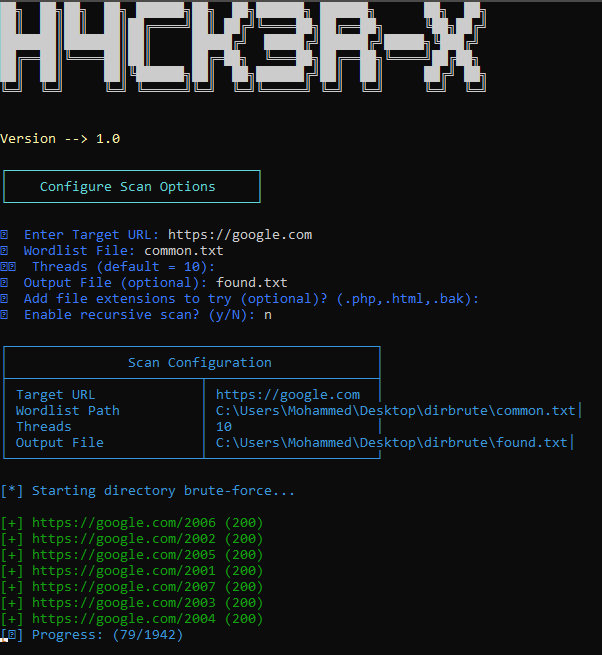 H4CK3R-X
Version --> 1.0
Configure Scan Options
Enter Target URL: https://google.com
Wordlist File: common.txt
Threads (default = 10):
Output File (optional): found.txt
Add file extensions to try (optional)? (.php,.html,.bak):
Enable recursive scan? (y/N): n
Scan Configuration
Target URL | https://google.com |
Wordlist Path | C:\Users\Mohammed\Desktop\dirbrute\common.txt|
Threads | 10 |
Output File | C:\Users\Mohammed\Desktop\dirbrute\found.txt|
[*] Starting directory brute-force...
[+] https://google.com/2006 (200)
[+] https://google.com/2002 (200)
[+] https://google.com/2005 (200)
[+] https://google.com/2001 (200)
[+] https://google.com/2007 (200)
[+] https://google.com/2003 (200)
[+] https://google.com/2004 (200)
[⍰] Progress: (79/1942)